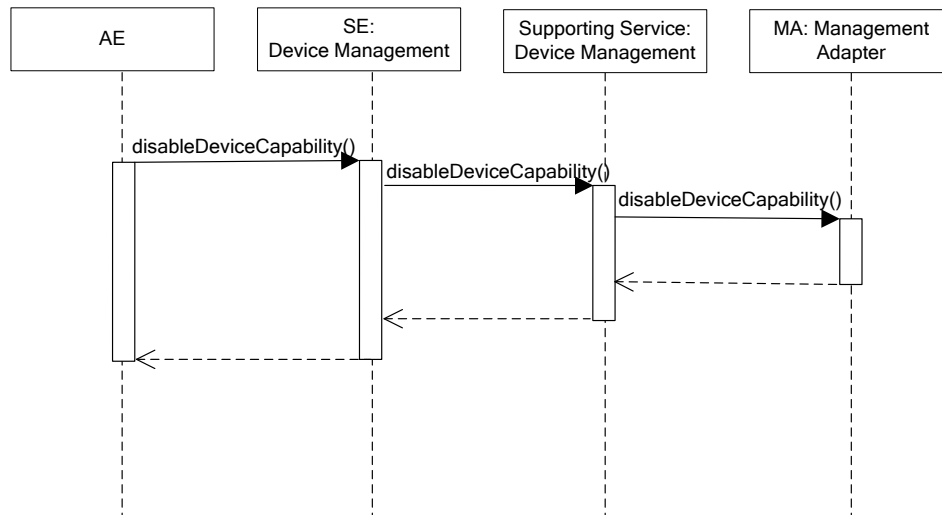 AE
SE:
Device Management
Supporting Service:
Device Management
MA: Management
Adapter
disableDeviceCapability()
disableDeviceCapability()
disableDeviceCapability()